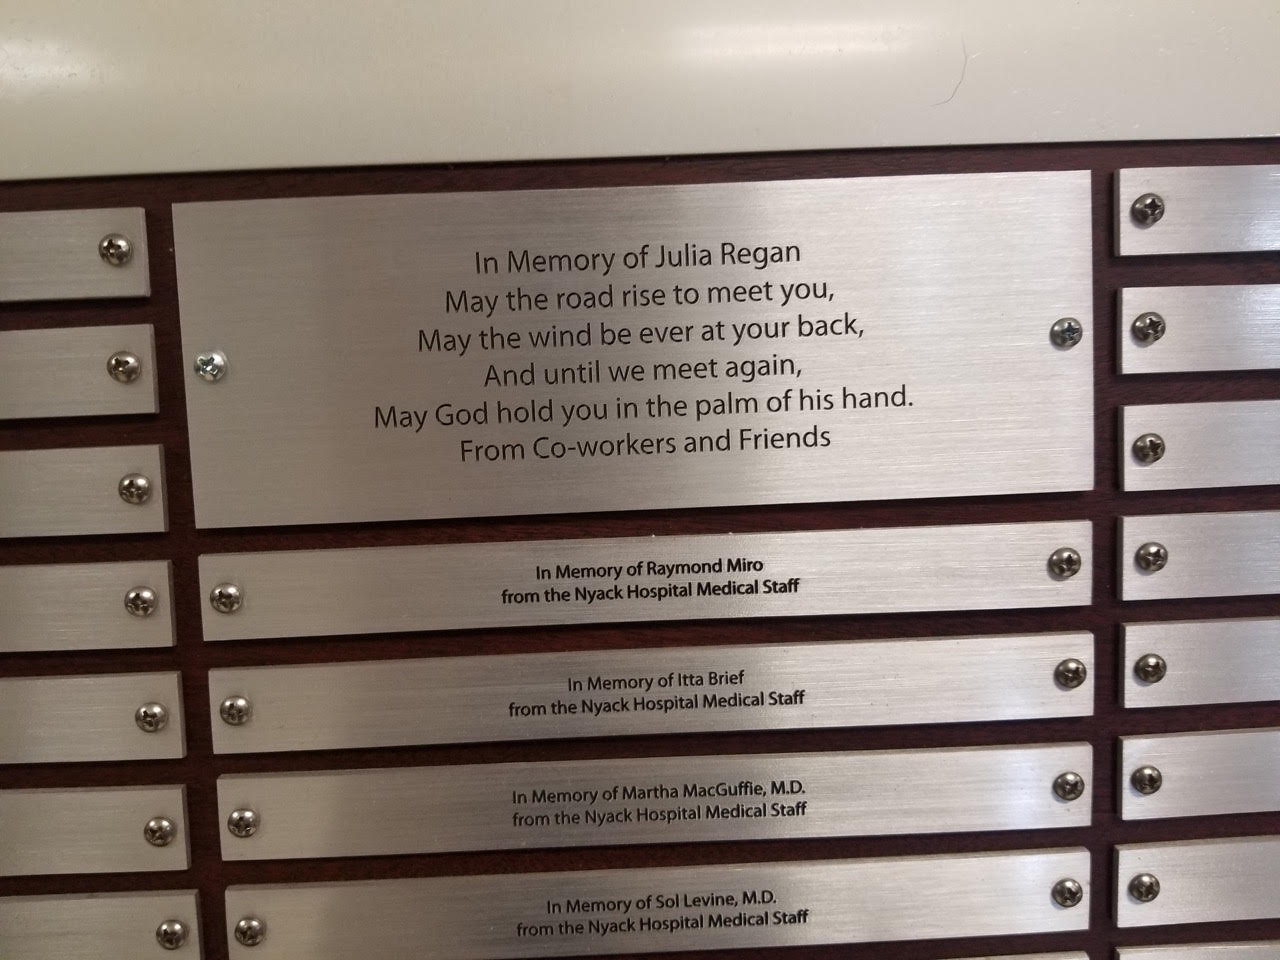 In Memory of Julia Regan
May the road rise to meet you,
May the wind be ever at your back,
And until we meet again,
May God hold you in the palm of his hand.
From Co-workers and Friends
In Memory of Raymond Miro
from the Nyack Hospital Medical Staff
In Memory of Itta Brief
from the Nyack Hospital Medical Staff
In Memory of Martha MacGuffie, M.D.
from the Nyack Hospital Medical Staff
In Memory of Sol Levine, M.D.
from the Nyack Hospital Medical Staff